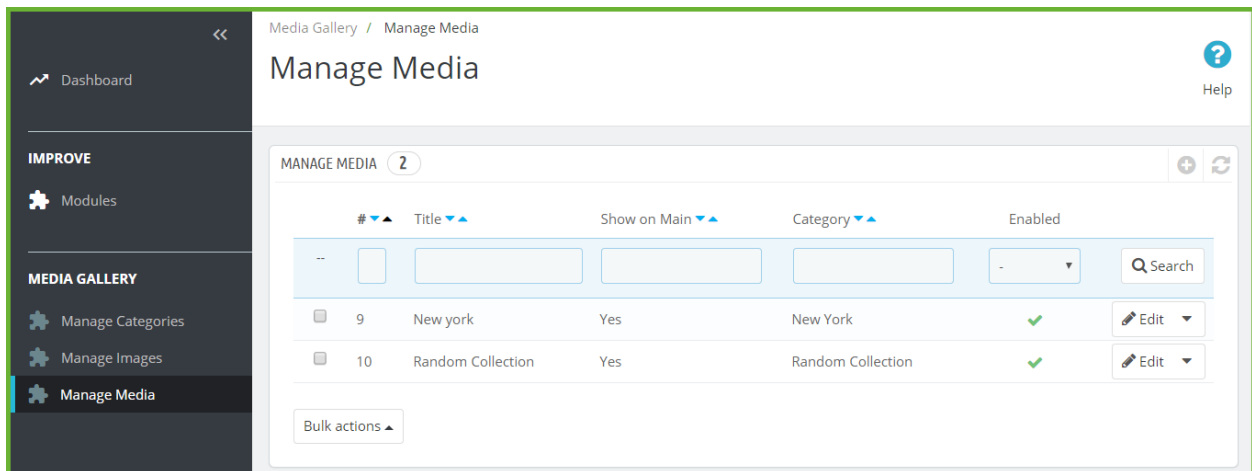 Dashboard
IMPROVE
Modules
MEDIA GALLERY
Manage Categories
Manage Images
Manage Media
Media Gallery / Manage Media
Manage Media
Help
MANAGE MEDIA 2
# Title Show on Main Category Enabled
-- - Search
9 New york Yes New York Edit
10 Random Collection Yes Random Collection Edit
Bulk actions